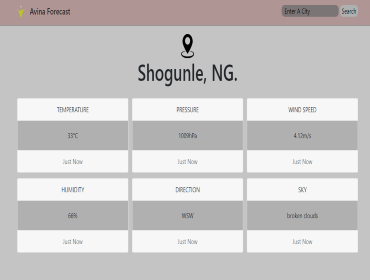 Avina Forecast
Enter A City
Search
Shogunle, NG.
TEMPERATURE
PRESSURE
WIND SPEED
33°C
1009hPa
4.12m/s
Just Now
Just Now
Just Now
HUMIDITY
DIRECTION
SKY
66%
WSW
broken clouds
Just Now
Just Now
Just Now